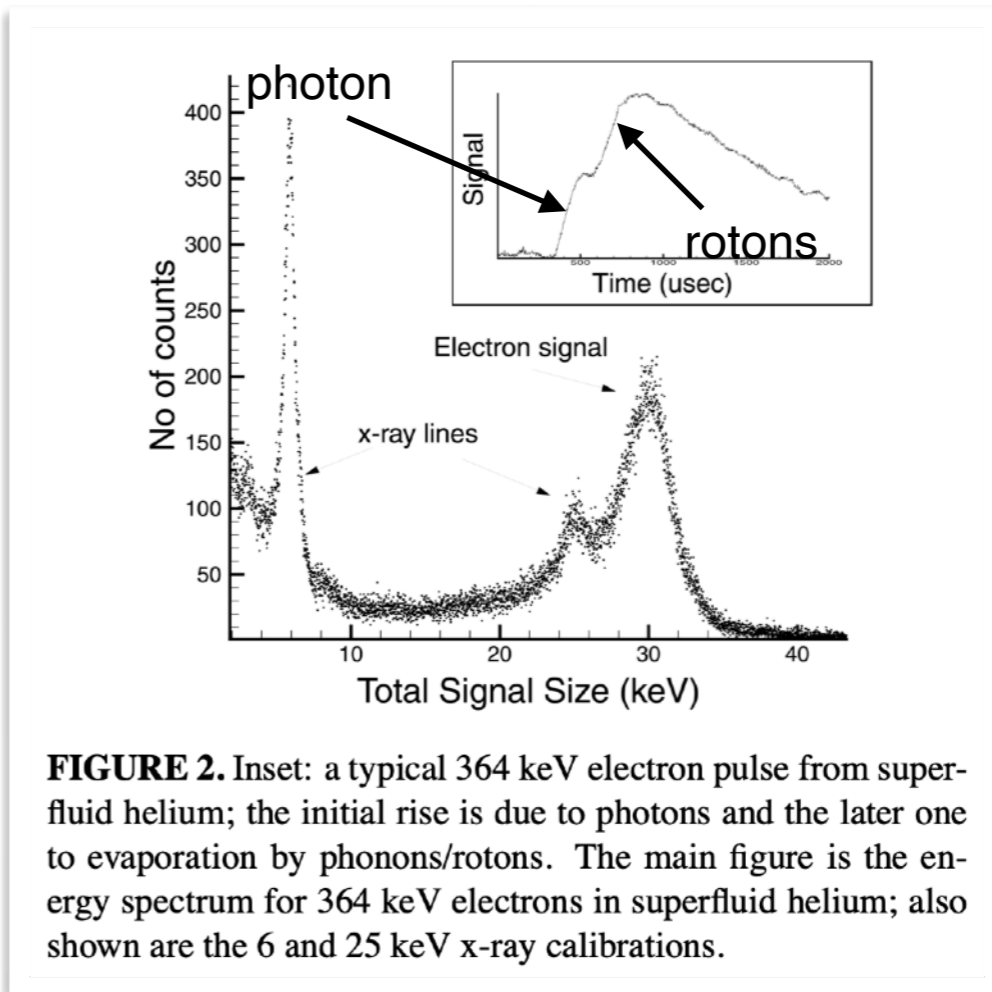 photon
400
350
300
250
200
150
100
50
No of counts
Signal
rotons
500 1000 1500 2000
Time (usec)
Electron signal
x-ray lines
10 20 30 40
Total Signal Size (keV)
FIGURE 2. Inset: a typical 364 keV electron pulse from super-
fluid helium; the initial rise is due to photons and the later one
to evaporation by phonons/rotons. The main figure is the en-
ergy spectrum for 364 keV electrons in superfluid helium; also
shown are the 6 and 25 keV x-ray calibrations.